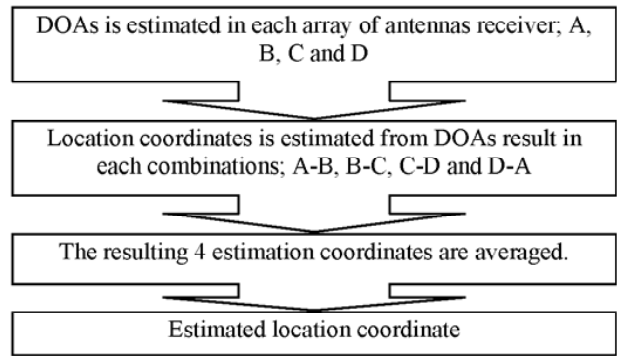 DOAs is estimated in each array of antennas receiver; A,
B, C and D
Location coordinates is estimated from DOAs result in
each combinations; A-B, B-C, C-D and D-A
The resulting 4 estimation coordinates are averaged.
Estimated location coordinate